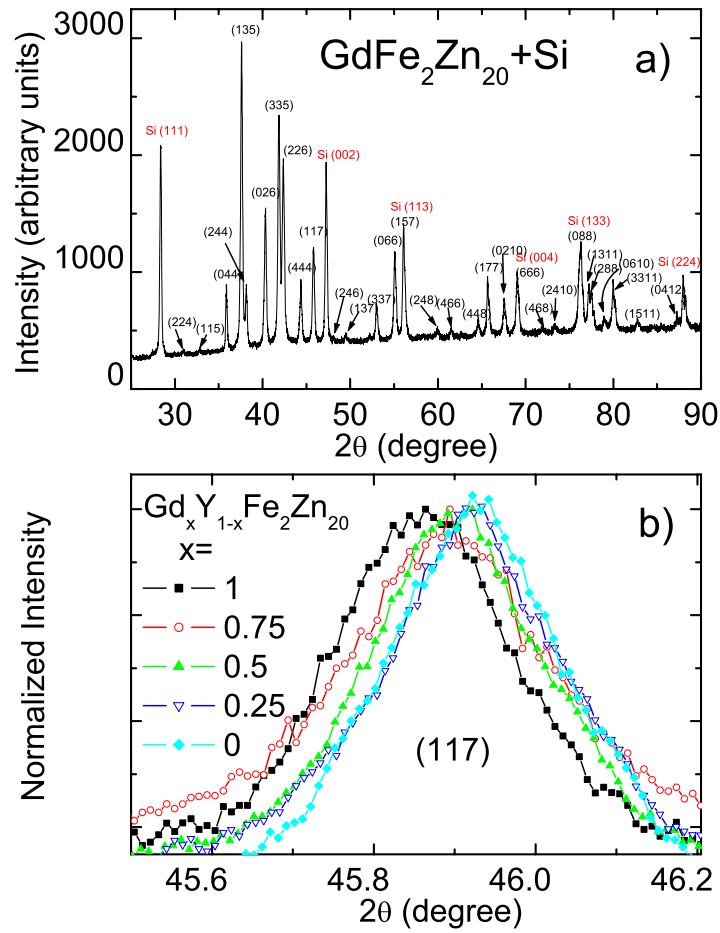 GdFe2Zn20+Si
a)
Intensity (arbitrary units)
3000
2000
1000
0
Si (111)
(224)
(115)
(044)
(244)
(135)
(026)
(335)
(226)
(444)
(117)
Si (002)
(246)
(137)
(337)
(066)
Si (113)
(157)
(248)
(466)
(448)
(177)
(0210)
Si (004)
(666)
(468)
(2410)
Si (133)
(088)
(1311)
(288)
(0610)
(3311)
(1511)
(0412)
Si (224)
30 40 50 60 70 80 90
2θ (degree)
GdxY1-xFe2Zn20
b)
x=
1
0.75
0.5
0.25
0
(117)
Normalized Intensity
45.6 45.8 46.0 46.2
2θ (degree)